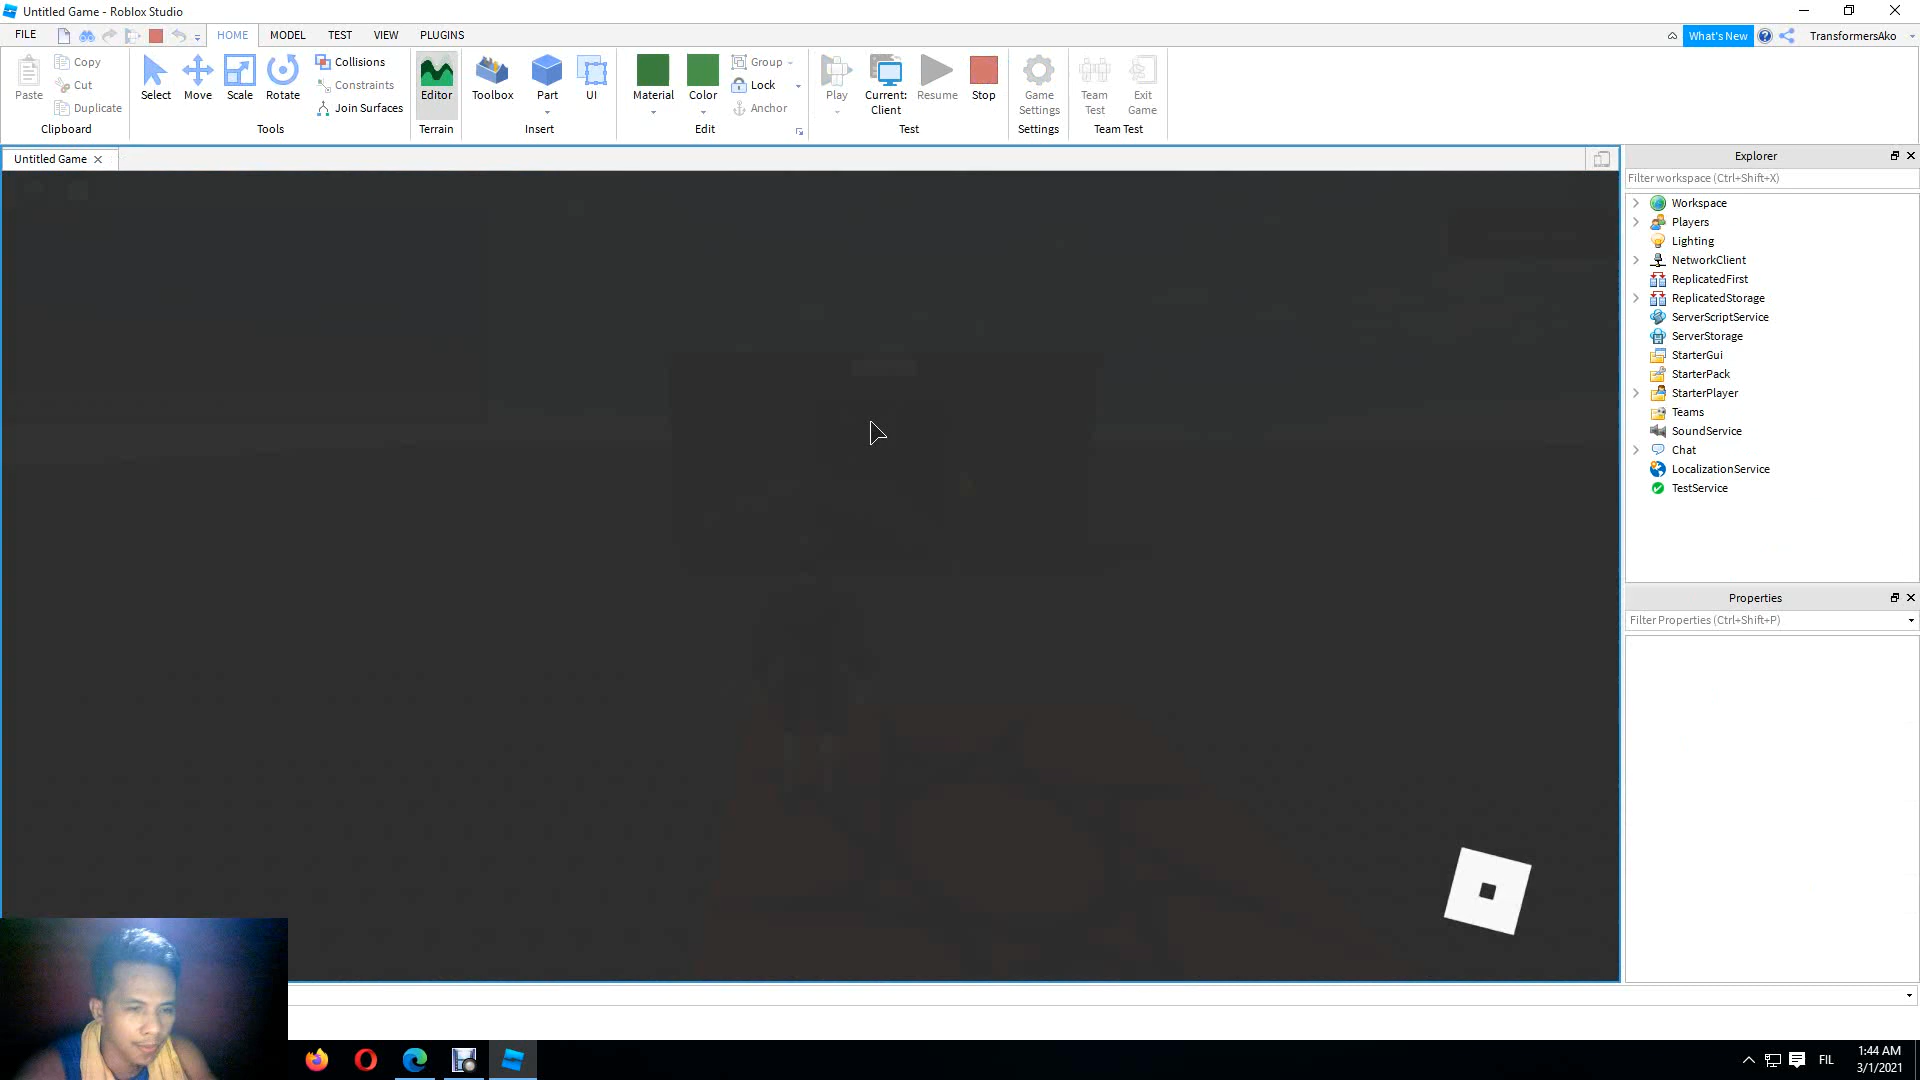 Untitled Game - Roblox Studio
FILE HOME MODEL TEST VIEW PLUGINS What's New TransformersAko
Paste Copy Cut Duplicate
Clipboard
Select Move Scale Rotate Collisions Constraints Join Surfaces
Tools
Editor
Terrain
Toolbox Part UI
Insert
Material Color Group Lock Anchor
Edit
Play Current: Client Resume Stop
Test
Game Settings
Settings
Team Test Exit Game
Team Test
Untitled Game
Explorer
Filter workspace (Ctrl+Shift+X)
Workspace
Players
Lighting
NetworkClient
ReplicatedFirst
ReplicatedStorage
ServerScriptService
ServerStorage
StarterGui
StarterPack
StarterPlayer
Teams
SoundService
Chat
LocalizationService
TestService
Properties
Filter Properties (Ctrl+Shift+P)
FIL
1:44 AM
3/1/2021